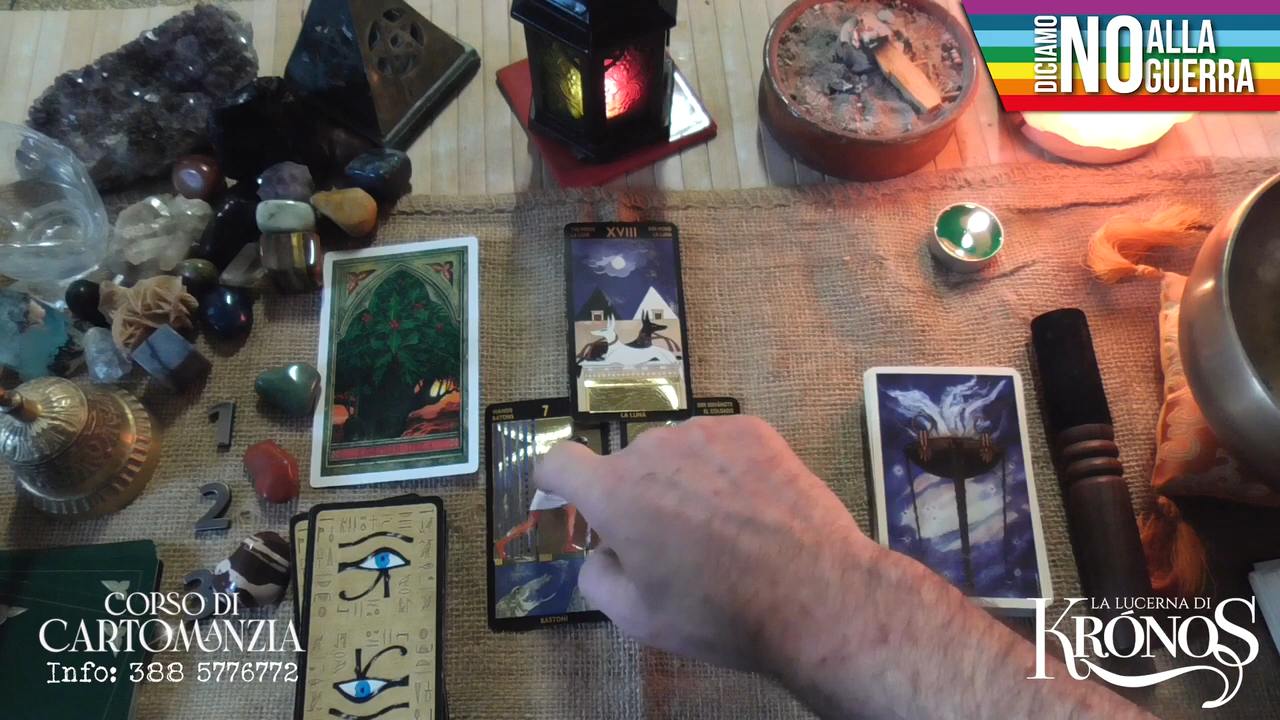 DICIAMO
NO ALLA
GUERRA
XVIII
LA LUNA
7
BASTONI
1
2
3
CORSO DI
CARTOMANZIA
Info: 388 5776772
LA LUCERNA DI
KRÓNOS